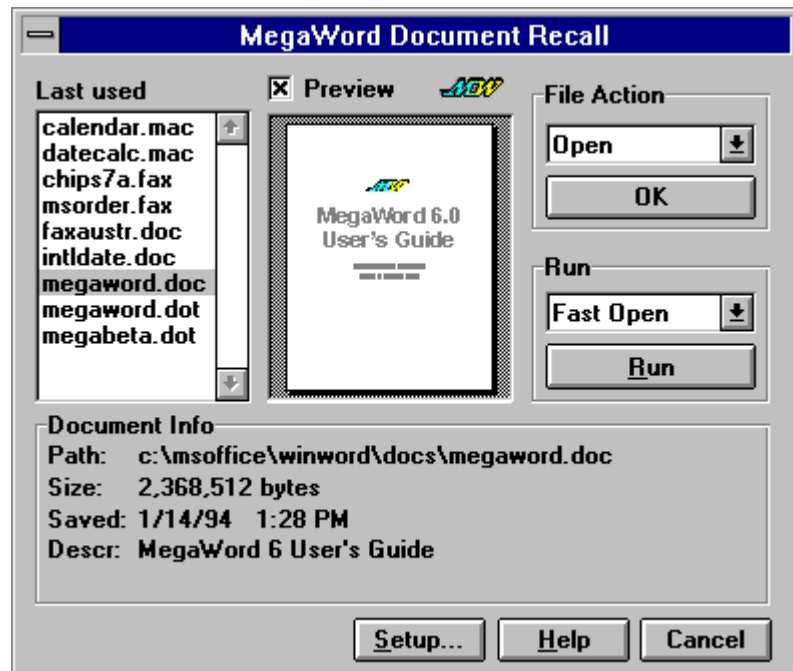 MegaWord Document Recall
Last used
calendar.mac
datecalc.mac
chips7a.fax
msorder.fax
faxaustr.doc
intldate.doc
megaword.doc
megaword.dot
megabeta.dot
Preview
MW
MW
MegaWord 6.0
User's Guide
File Action
Open
OK
Run
Fast Open
Run
Document Info
Path: c:\msoffice\winword\docs\megaword.doc
Size: 2,368,512 bytes
Saved: 1/14/94 1:28 PM
Descr: MegaWord 6 User's Guide
Setup...
Help
Cancel